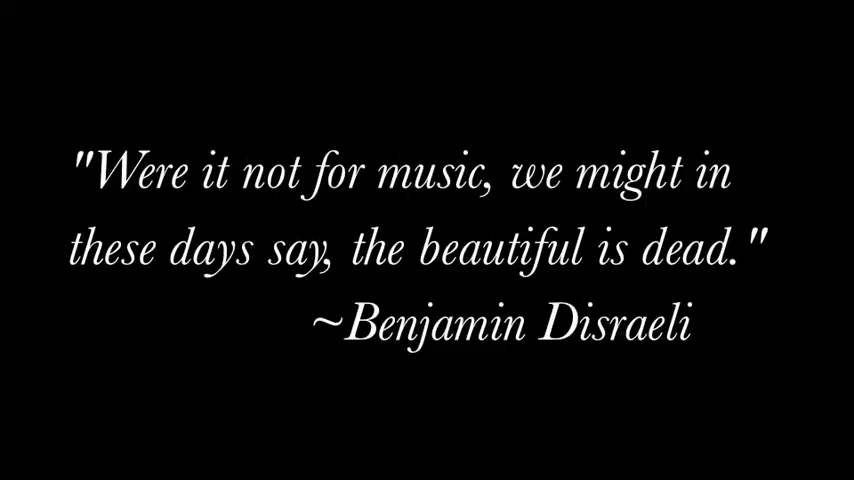 "Were it not for music, we might in
these days say, the beautiful is dead."
~Benjamin Disraeli